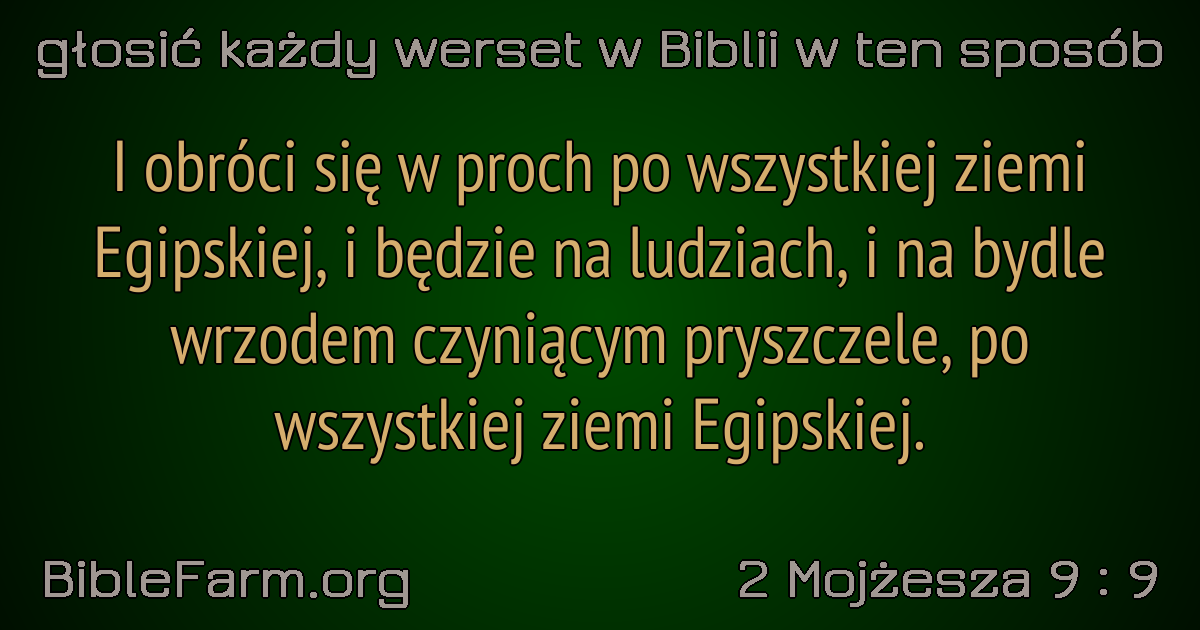 głosić każdy werset w Biblii w ten sposób
I obróci się w proch po wszystkiej ziemi
Egipskiej, i będzie na ludziach, i na bydle
wrzodem czyniącym pryszczele, po
wszystkiej ziemi Egipskiej.
BibleFarm.org
2 Mojżesza 9 : 9